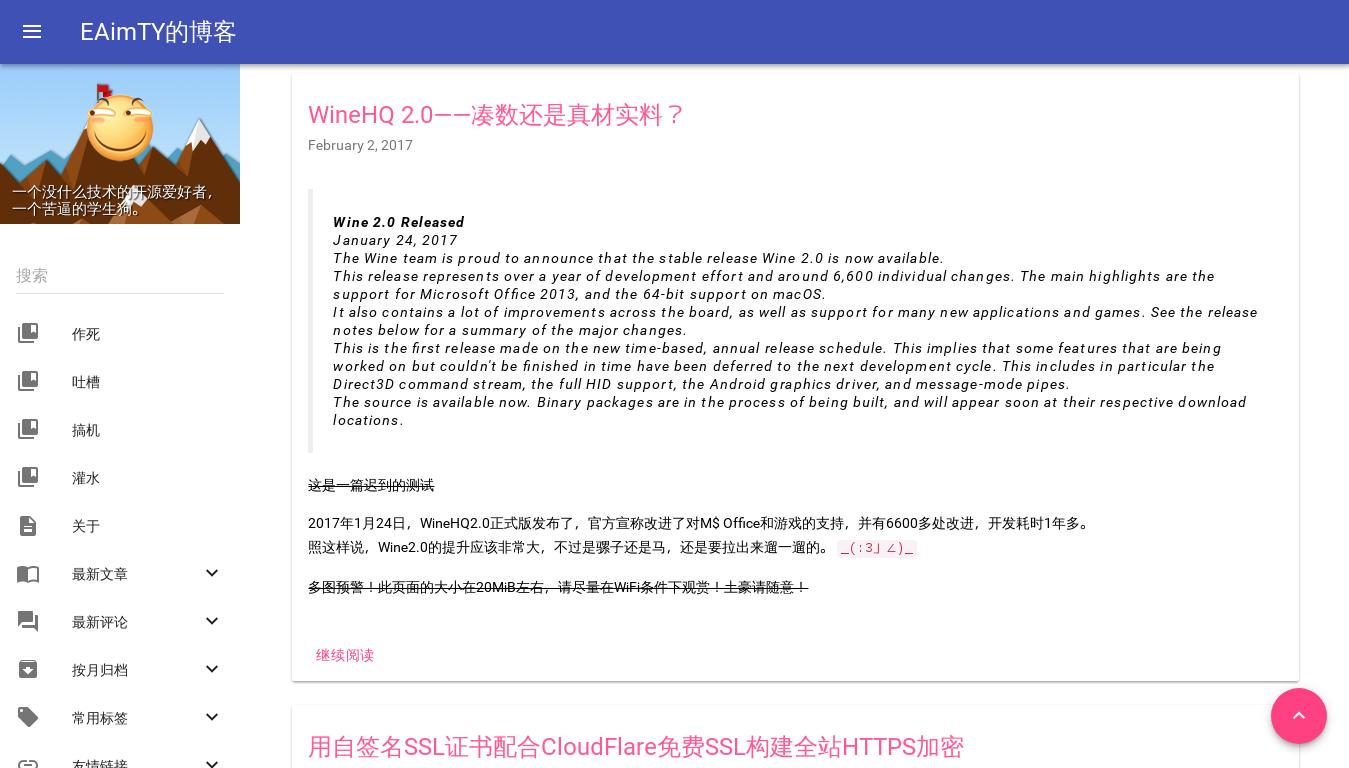 EAimTY的博客
一个没什么技术的开源爱好者，
一个苦逼的学生狗。
搜索
作死
吐槽
搞机
灌水
关于
最新文章
最新评论
按月归档
常用标签
友情链接
WineHQ 2.0——凑数还是真材实料？
February 2, 2017
Wine 2.0 Released
January 24, 2017
The Wine team is proud to announce that the stable release Wine 2.0 is now available.
This release represents over a year of development effort and around 6,600 individual changes. The main highlights are the
support for Microsoft Office 2013, and the 64-bit support on macOS.
It also contains a lot of improvements across the board, as well as support for many new applications and games. See the release
notes below for a summary of the major changes.
This is the first release made on the new time-based, annual release schedule. This implies that some features that are being
worked on but couldn't be finished in time have been deferred to the next development cycle. This includes in particular the
Direct3D command stream, the full HID support, the Android graphics driver, and message-mode pipes.
The source is available now. Binary packages are in the process of being built, and will appear soon at their respective download
locations.
这是一篇迟到的测试
2017年1月24日，WineHQ2.0正式版发布了，官方宣称改进了对M$ Office和游戏的支持，并有6600多处改进，开发耗时1年多。
照这样说，Wine2.0的提升应该非常大，不过是骡子还是马，还是要拉出来遛一遛的。 _(:3」∠)_
多图预警！此页面的大小在20MiB左右，请尽量在WiFi条件下观赏！土豪请随意！
继续阅读
用自签名SSL证书配合CloudFlare免费SSL构建全站HTTPS加密